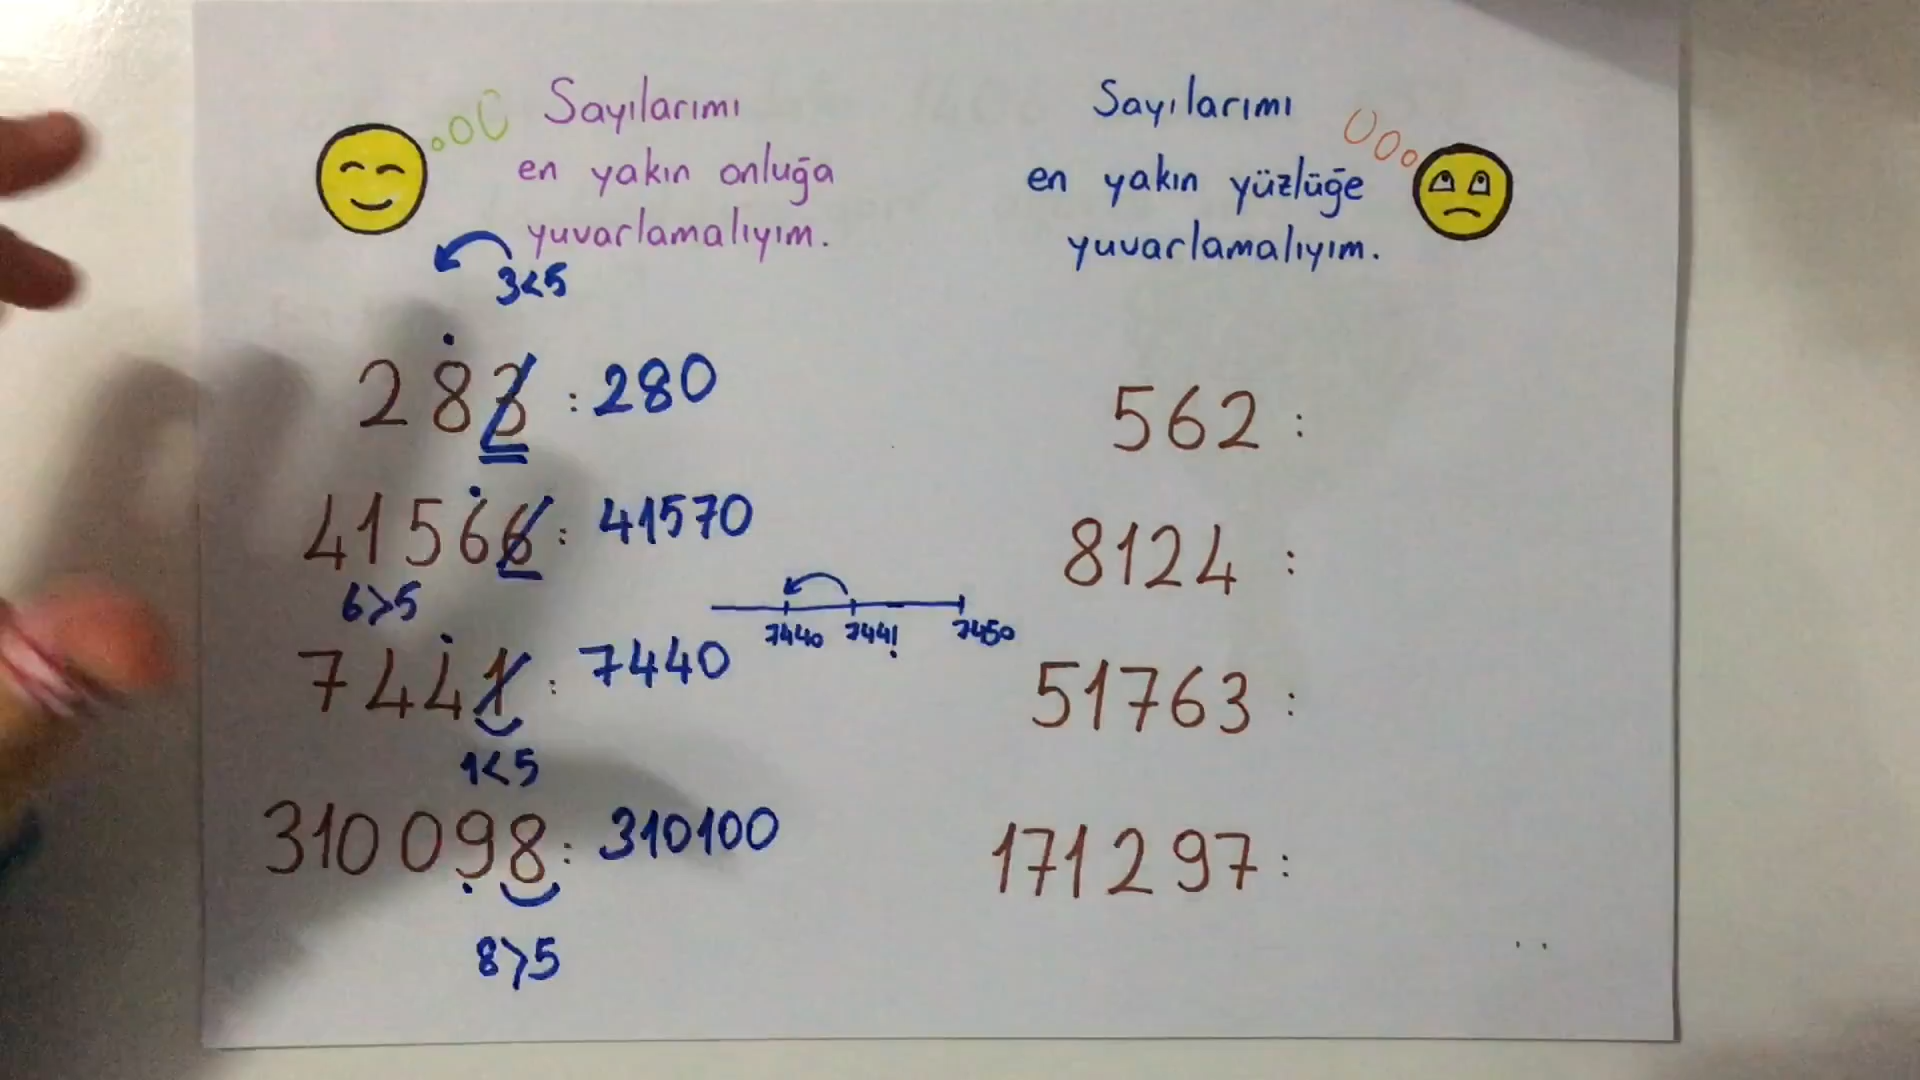 Sayılarımı
en yakın onluğa
yuvarlamalıyım.
3<5
283 : 280
41566 : 41570
6>5
7440 7441 7450
7441 : 7440
1<5
310098 : 310100
8>5
Sayılarımı
en yakın yüzlüğe
yuvarlamalıyım.
562 :
8124 :
51763 :
171297 :